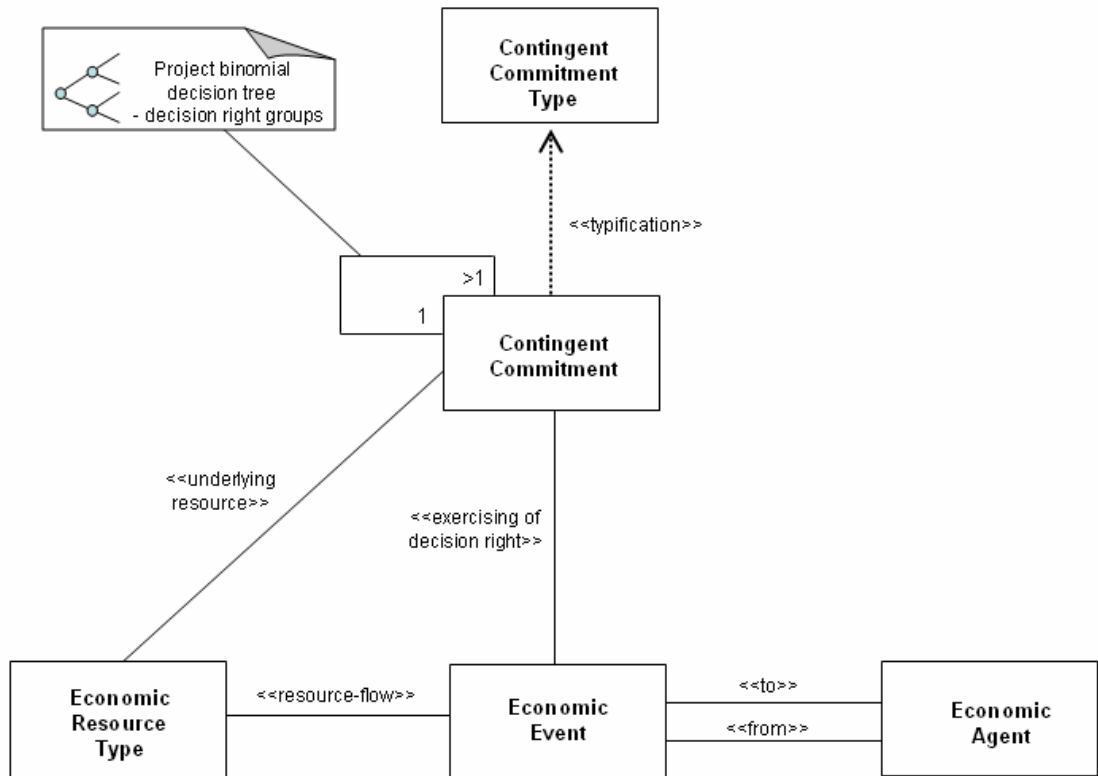 Project binomial
decision tree
- decision right groups
Contingent
Commitment
Type
<<typification>>
>1
1
Contingent
Commitment
<<underlying
resource>>
<<exercising of
decision right>>
Economic
Resource
Type
<<resource-flow>>
Economic
Event
<<to>>
<<from>>
Economic
Agent